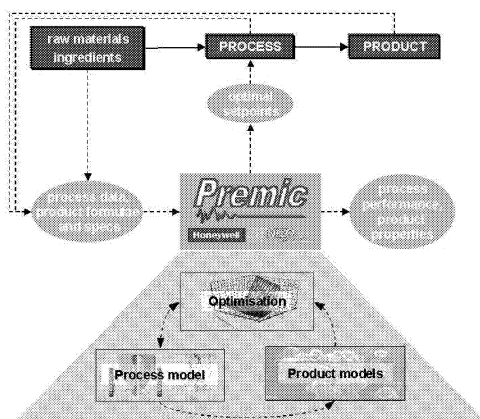 raw materials
ingredients
PROCESS
PRODUCT
optimal
setpoints
process data,
product formulae
and specs
Premic
Honeywell
NIZO
process
performance,
product
properties
Optimisation
Process model
Product models